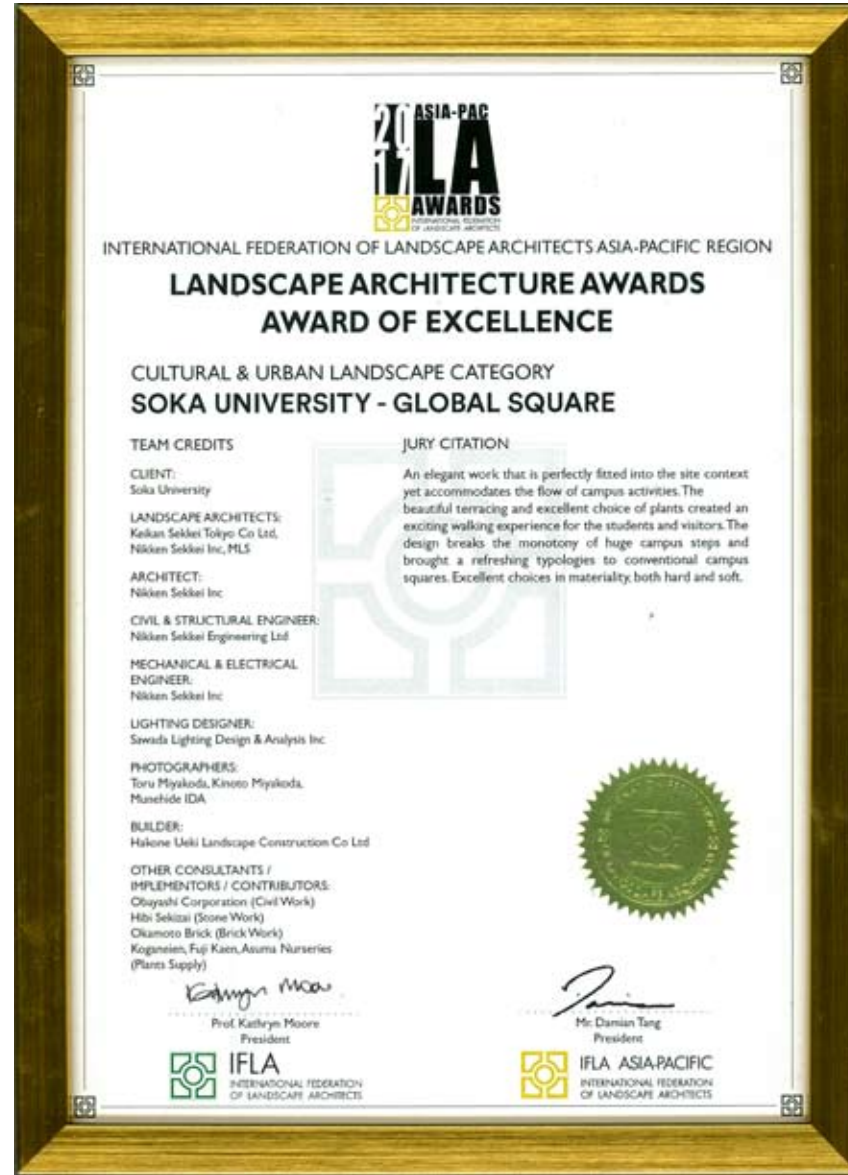 2017
ASIA-PAC
LA
AWARDS
INTERNATIONAL FEDERATION
OF LANDSCAPE ARCHITECTS
INTERNATIONAL FEDERATION OF LANDSCAPE ARCHITECTS ASIA-PACIFIC REGION
LANDSCAPE ARCHITECTURE AWARDS
AWARD OF EXCELLENCE
CULTURAL & URBAN LANDSCAPE CATEGORY
SOKA UNIVERSITY - GLOBAL SQUARE
TEAM CREDITS
CLIENT:
Soka University
LANDSCAPE ARCHITECTS:
Keikan Sekkei Tokyo Co Ltd,
Nikken Sekkei Inc, MLS
ARCHITECT:
Nikken Sekkei Inc
CIVIL & STRUCTURAL ENGINEER:
Nikken Sekkei Engineering Ltd
MECHANICAL & ELECTRICAL
ENGINEER:
Nikken Sekkei Inc
LIGHTING DESIGNER:
Sawada Lighting Design & Analysis Inc
PHOTOGRAPHERS:
Toru Miyakoda, Kinoto Miyakoda,
Munehide IDA
BUILDER:
Hakone Ueki Landscape Construction Co Ltd
OTHER CONSULTANTS /
IMPLEMENTORS / CONTRIBUTORS:
Obayashi Corporation (Civil Work)
Hibi Sekizai (Stone Work)
Okamoto Brick (Brick Work)
Koganeien, Fuji Kaen, Asuma Nurseries
(Plants Supply)
JURY CITATION
An elegant work that is perfectly fitted into the site context
yet accommodates the flow of campus activities. The
beautiful terracing and excellent choice of plants created an
exciting walking experience for the students and visitors. The
design breaks the monotony of huge campus steps and
brought a refreshing typologies to conventional campus
squares. Excellent choices in materiality, both hard and soft.
Kathryn Moore
Prof. Kathryn Moore
President
IFLA
INTERNATIONAL FEDERATION
OF LANDSCAPE ARCHITECTS
Mr. Damian Tang
President
IFLA ASIA-PACIFIC
INTERNATIONAL FEDERATION
OF LANDSCAPE ARCHITECTS